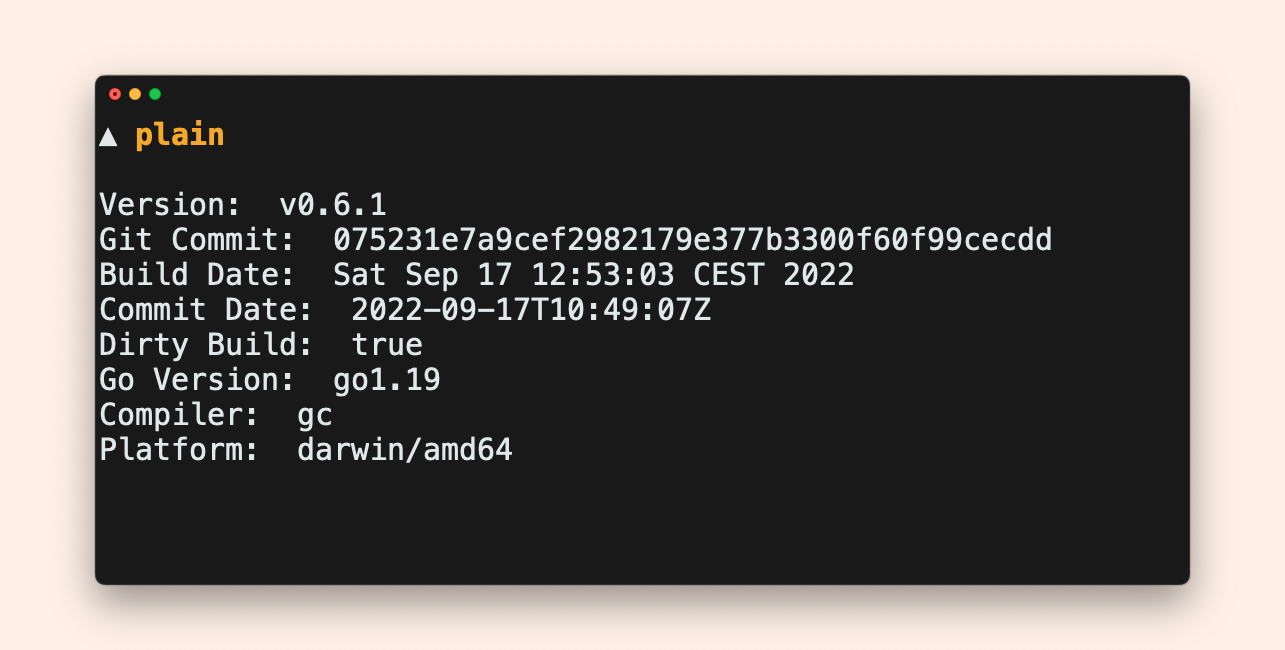 ▲ plain
Version:  v0.6.1
Git Commit:  075231e7a9cef2982179e377b3300f60f99cecdd
Build Date:  Sat Sep 17 12:53:03 CEST 2022
Commit Date:  2022-09-17T10:49:07Z
Dirty Build:  true
Go Version:  go1.19
Compiler:  gc
Platform:  darwin/amd64